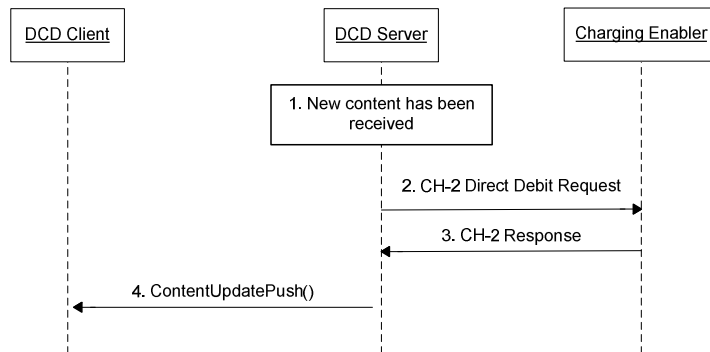 DCD Client
DCD Server
Charging Enabler
1. New content has been
received
2. CH-2 Direct Debit Request
3. CH-2 Response
4. ContentUpdatePush()